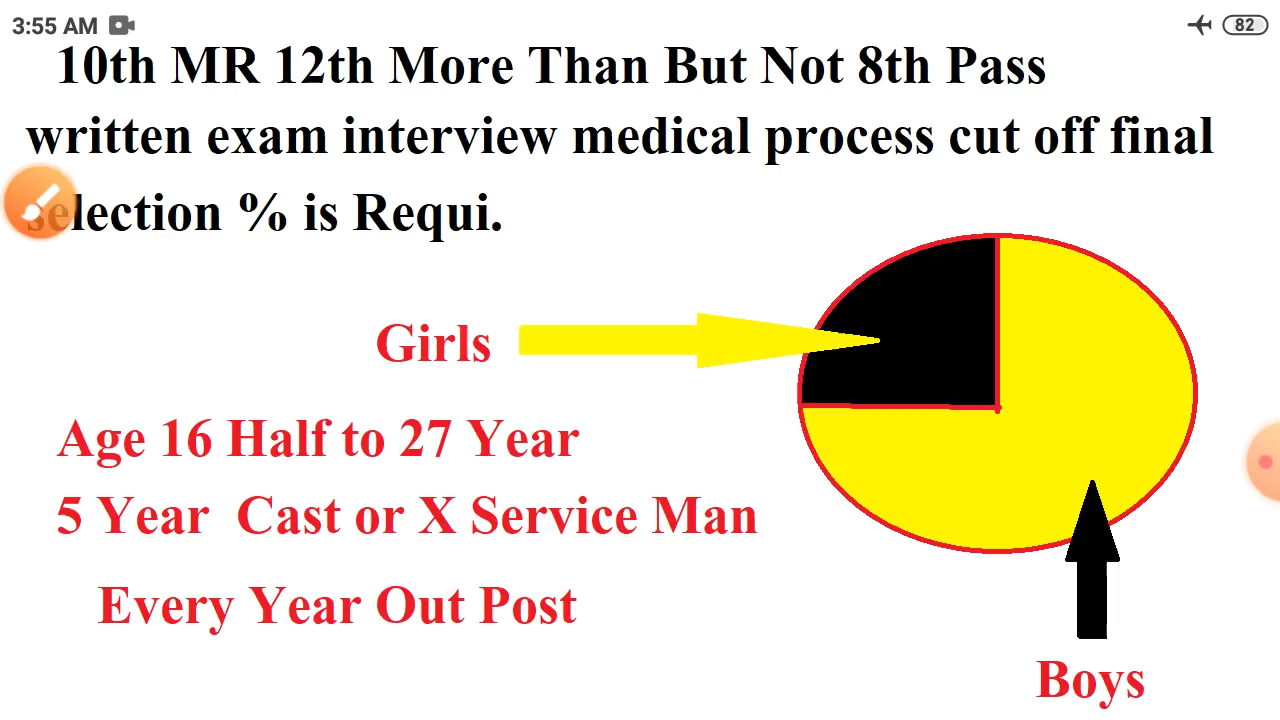 3:55 AM 82
10th MR 12th More Than But Not 8th Pass
written exam interview medical process cut off final
selection % is Requi.
Girls
Age 16 Half to 27 Year
5 Year Cast or X Service Man
Every Year Out Post
Boys